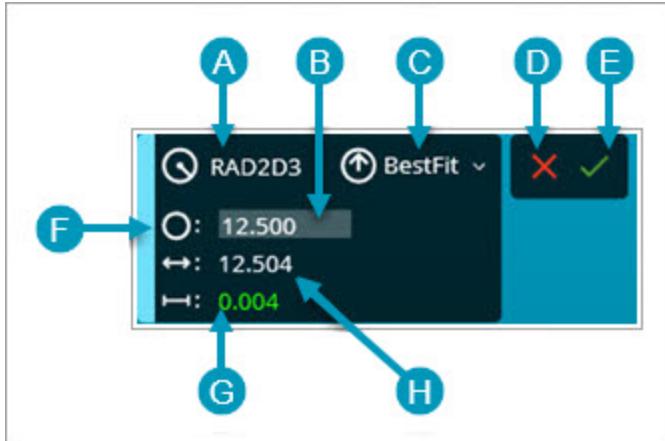 A B C D E
RAD2D3 BestFit
F : 12.500
: 12.504
: 0.004
G H